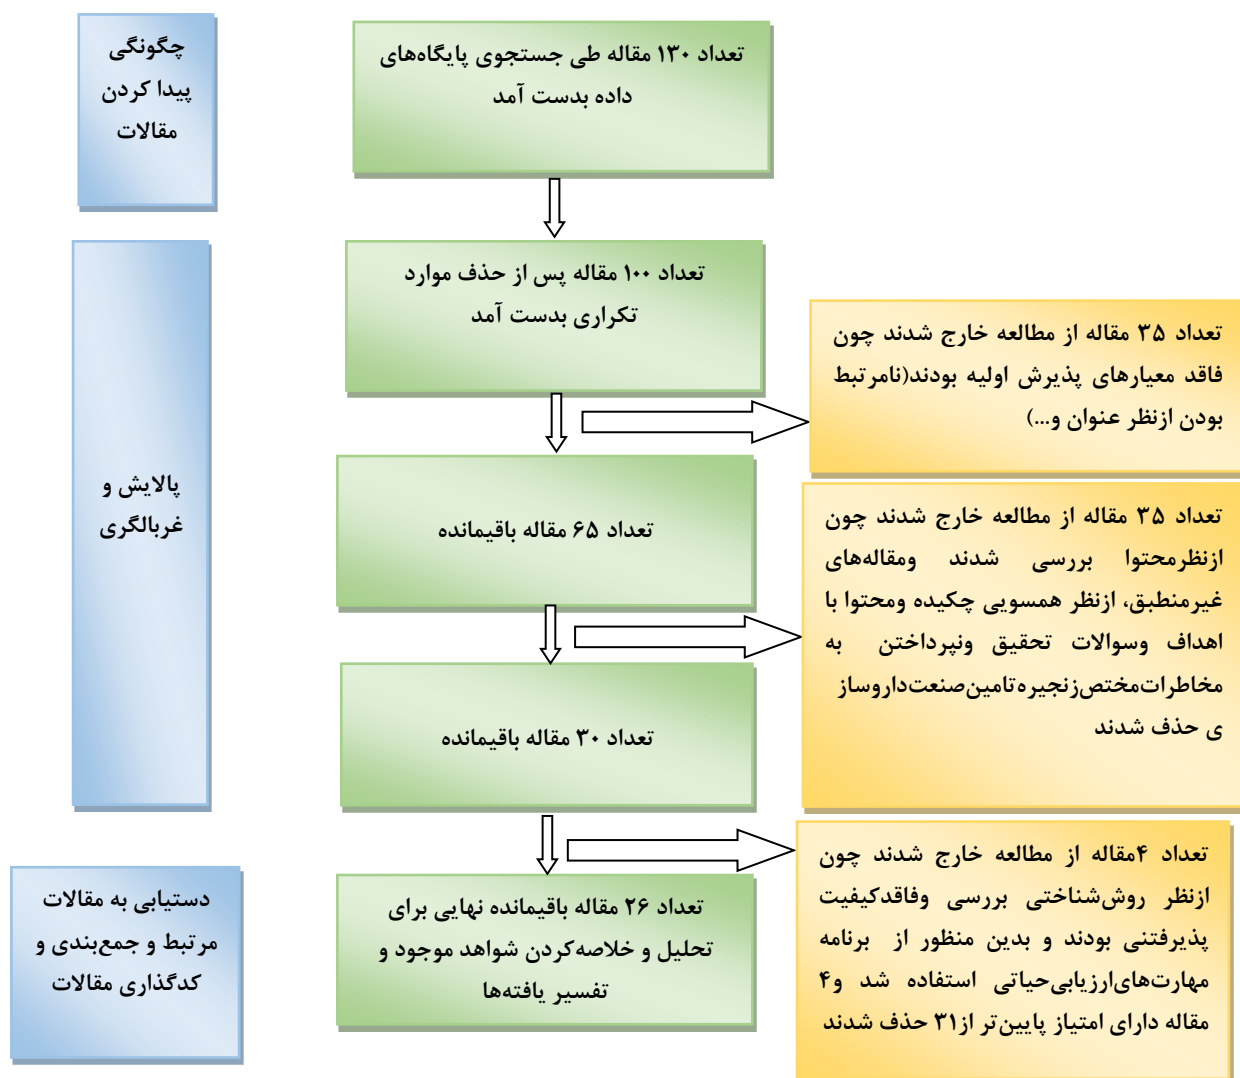 چگونگی
پیدا کردن
مقالات
تعداد ۱۳۰ مقاله طی جستجوی پایگاه‌های
داده بدست آمد
تعداد ۱۰۰ مقاله پس از حذف موارد
تکراری بدست آمد
تعداد ۳۵ مقاله از مطالعه خارج شدند چون
فاقد معیارهای پذیرش اولیه بودند(نامرتبط
بودن ازنظر عنوان و...)
پالایش و
غربالگری
تعداد ۶۵ مقاله باقیمانده
تعداد ۳۵ مقاله از مطالعه خارج شدند چون
ازنظرمحتوا بررسی شدند ومقاله‌های
غیرمنطبق، ازنظر همسویی چکیده ومحتوا با
اهداف وسوالات تحقیق ونپرداختن به
مخاطرات‌مختص‌زنجیره‌تامین‌صنعت‌داروساز
ی حذف شدند
تعداد ۳۰ مقاله باقیمانده
تعداد ۴مقاله از مطالعه خارج شدند چون
ازنظر روش‌شناختی بررسی وفاقدکیفیت
پذیرفتنی بودند و بدین منظور از برنامه
مهارت‌های‌ارزیابی‌حیاتی استفاده شد و۴
مقاله دارای امتیاز پایین‌تر از۳۱ حذف شدند
دستیابی به مقالات
مرتبط و جمع‌بندی و
کدگذاری مقالات
تعداد ۲۶ مقاله باقیمانده نهایی برای
تحلیل و خلاصه‌کردن شواهد موجود و
تفسیر یافته‌ها